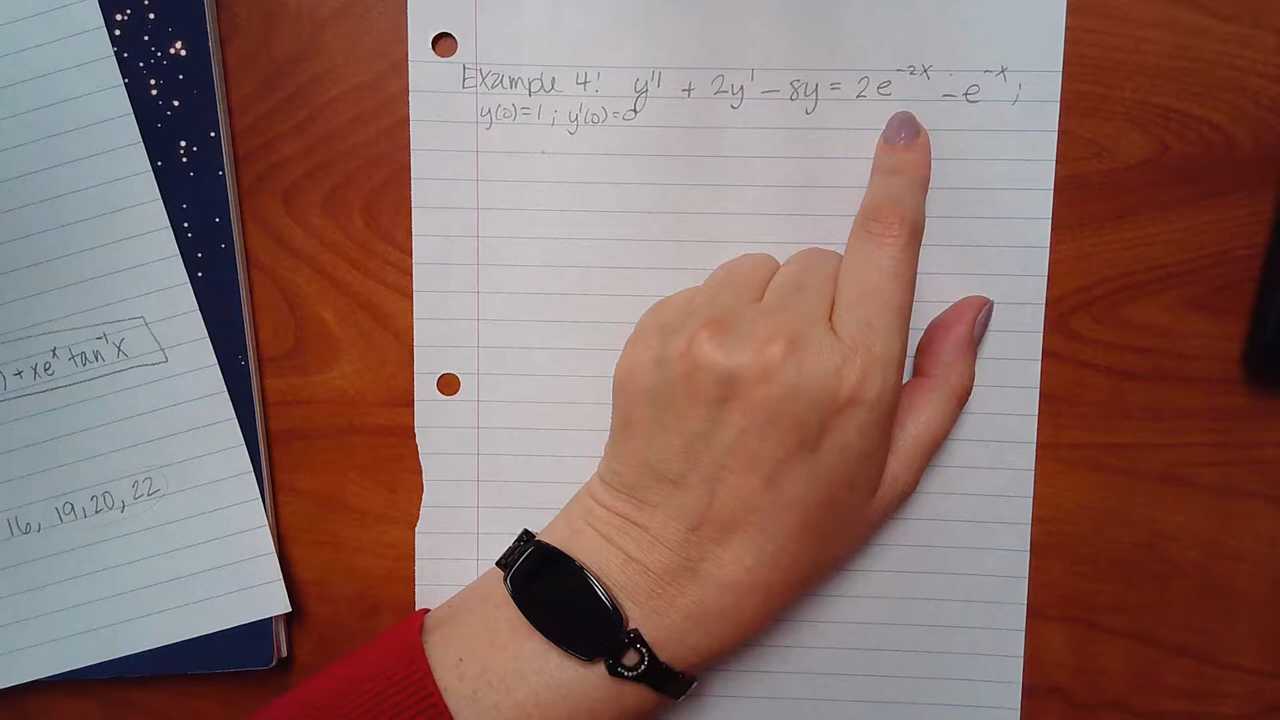 Example 4: y'' + 2y' - 8y = 2e^{-2x} - e^{-x};
y(0)=1; y'(0)=0
) + xe^x tan^{-1}x
16, 19, 20, 22